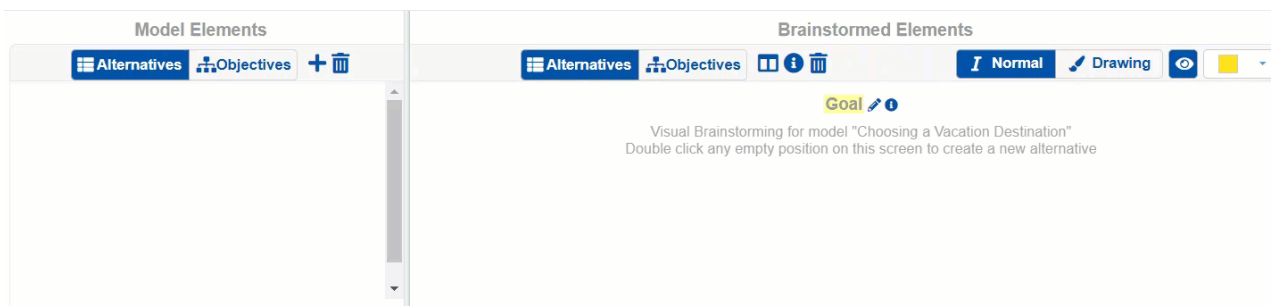 Model Elements
Brainstormed Elements
Alternatives Objectives
Alternatives Objectives
Normal Drawing
Goal
Visual Brainstorming for model "Choosing a Vacation Destination"
Double click any empty position on this screen to create a new alternative